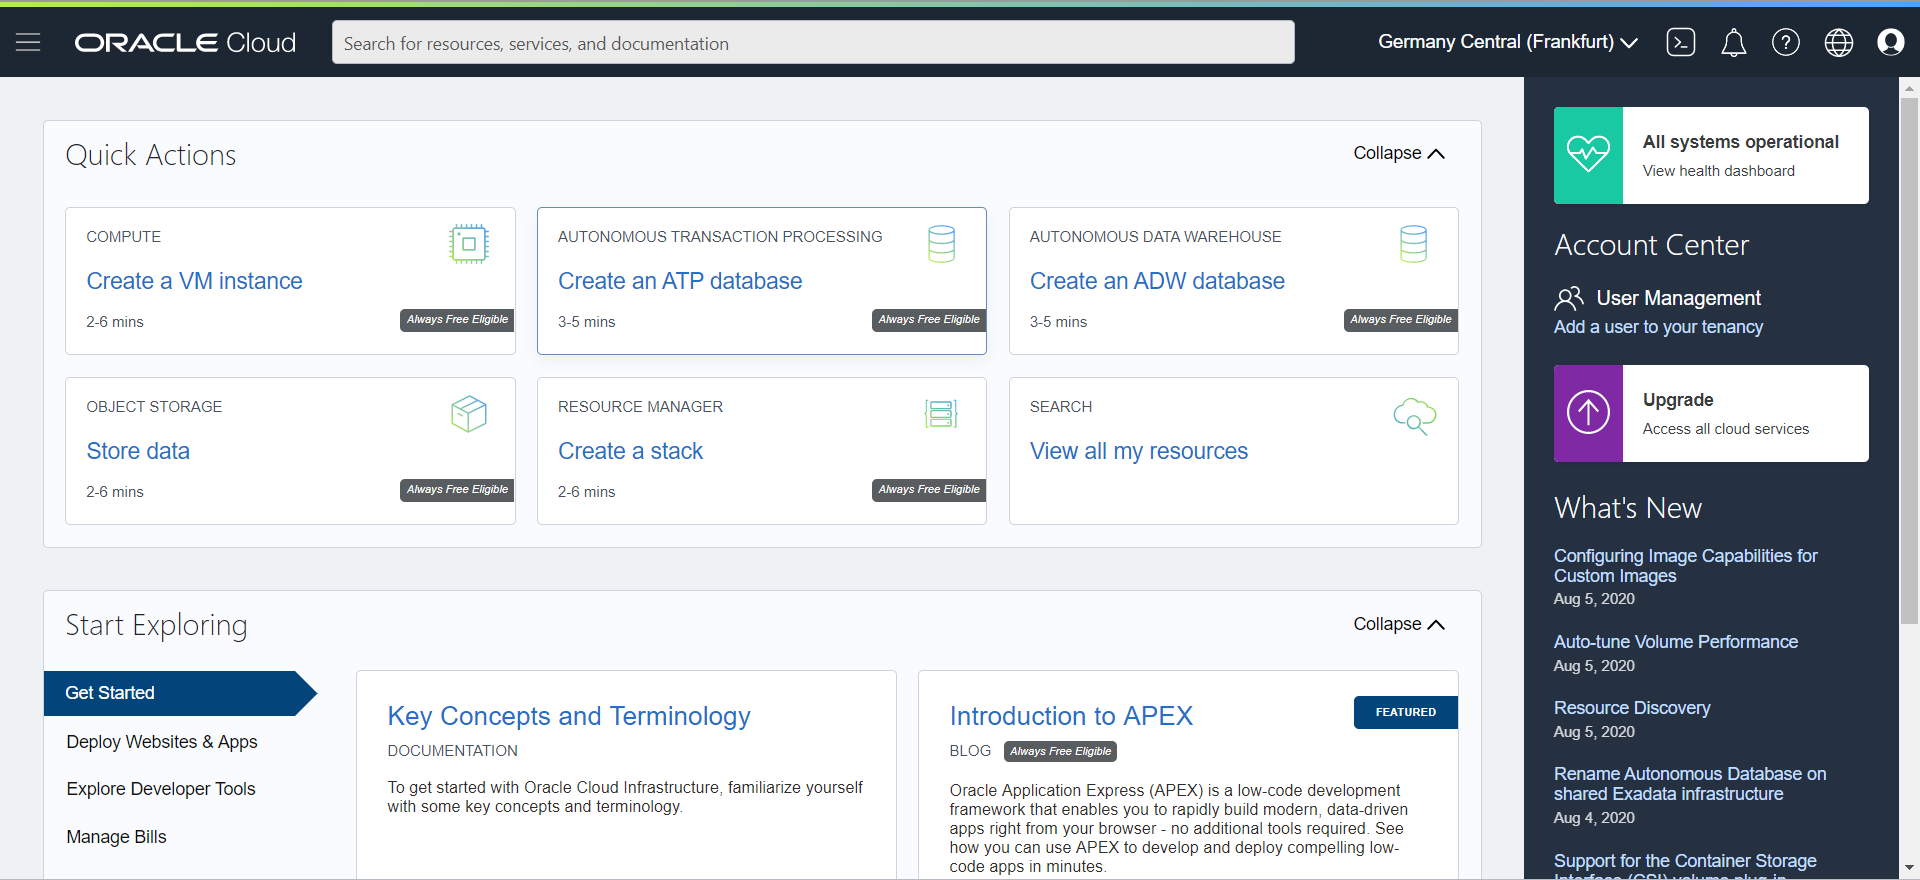 ORACLE Cloud
Search for resources, services, and documentation
Germany Central (Frankfurt)
Quick Actions
Collapse
COMPUTE
Create a VM instance
2-6 mins
Always Free Eligible
AUTONOMOUS TRANSACTION PROCESSING
Create an ATP database
3-5 mins
Always Free Eligible
AUTONOMOUS DATA WAREHOUSE
Create an ADW database
3-5 mins
Always Free Eligible
OBJECT STORAGE
Store data
2-6 mins
Always Free Eligible
RESOURCE MANAGER
Create a stack
2-6 mins
Always Free Eligible
SEARCH
View all my resources
Start Exploring
Collapse
Get Started
Deploy Websites & Apps
Explore Developer Tools
Manage Bills
Key Concepts and Terminology
DOCUMENTATION
To get started with Oracle Cloud Infrastructure, familiarize yourself
with some key concepts and terminology.
Introduction to APEX
FEATURED
BLOG
Always Free Eligible
Oracle Application Express (APEX) is a low-code development
framework that enables you to rapidly build modern, data-driven
apps right from your browser - no additional tools required. See
how you can use APEX to develop and deploy compelling low-
code apps in minutes.
All systems operational
View health dashboard
Account Center
User Management
Add a user to your tenancy
Upgrade
Access all cloud services
What's New
Configuring Image Capabilities for
Custom Images
Aug 5, 2020
Auto-tune Volume Performance
Aug 5, 2020
Resource Discovery
Aug 5, 2020
Rename Autonomous Database on
shared Exadata infrastructure
Aug 4, 2020
Support for the Container Storage
Interface (CSI) volume plug-in